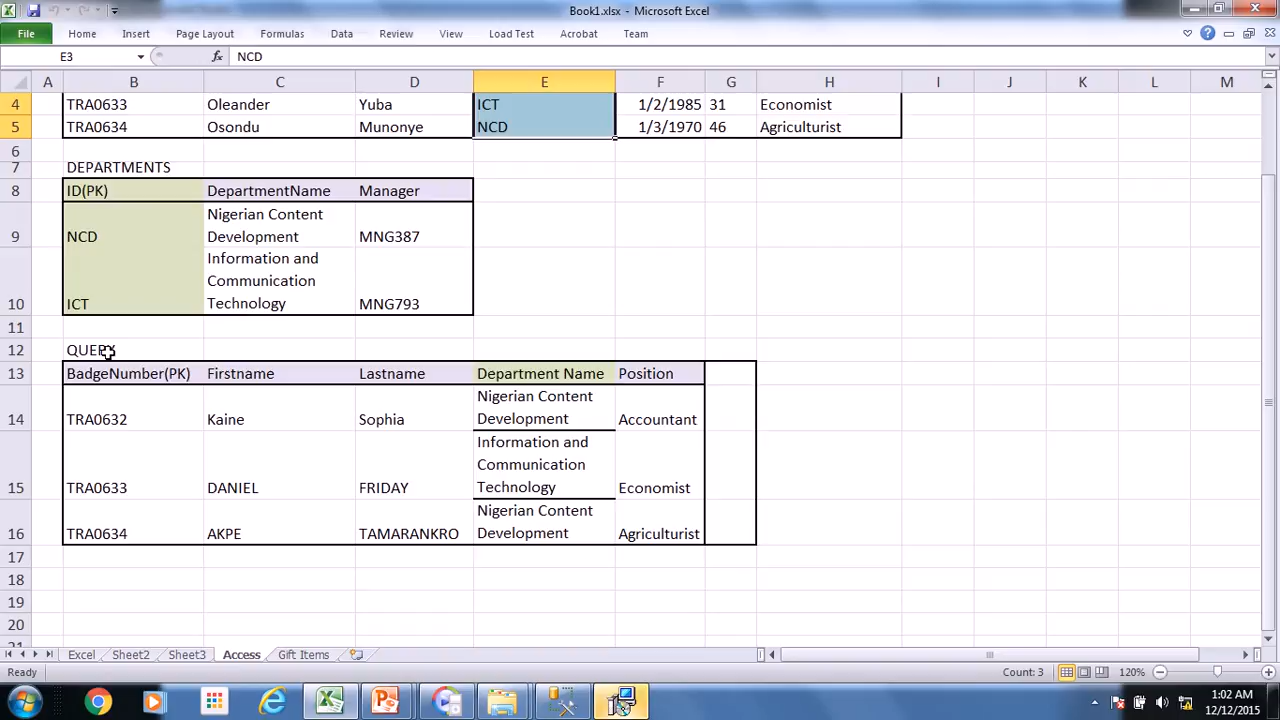 Book1.xlsx - Microsoft Excel
File Home Insert Page Layout Formulas Data Review View Load Test Acrobat Team
E3 fx NCD
A B C D E F G H I J K L M
4 TRA0633 Oleander Yuba ICT 1/2/1985 31 Economist
5 TRA0634 Osondu Munonye NCD 1/3/1970 46 Agriculturist
6
7 DEPARTMENTS
8 ID(PK) DepartmentName Manager
Nigerian Content
9 NCD Development MNG387
Information and
Communication
10 ICT Technology MNG793
11
12 QUERY
13 BadgeNumber(PK) Firstname Lastname Department Name Position
Nigerian Content
14 TRA0632 Kaine Sophia Development Accountant
Information and
Communication
15 TRA0633 DANIEL FRIDAY Technology Economist
Nigerian Content
16 TRA0634 AKPE TAMARANKRO Development Agriculturist
17
18
19
20
21
Excel Sheet2 Sheet3 Access Gift Items
Ready Count: 3 120%
1:02 AM
12/12/2015